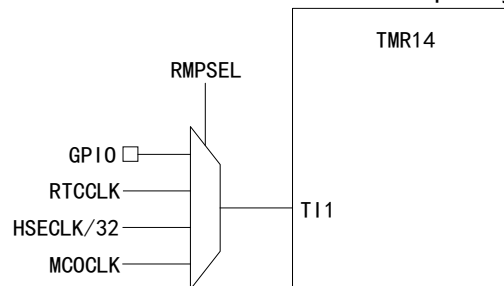 TMR14
RMPSEL
GPIO
RTCCLK
HSECLK/32
TI1
MCOCLK